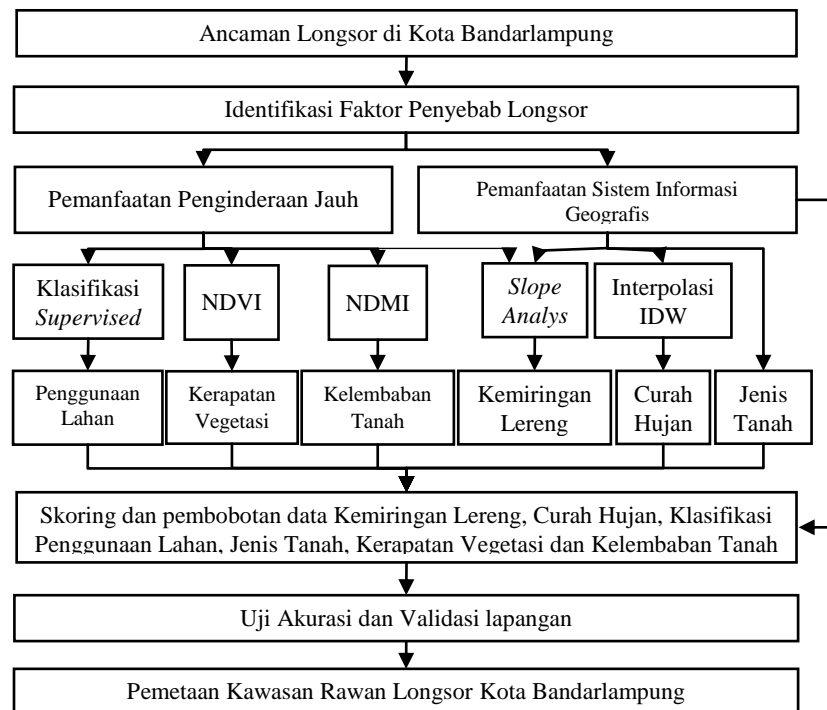 Ancaman Longsor di Kota Bandarlampung
Identifikasi Faktor Penyebab Longsor
Pemanfaatan Penginderaan Jauh
Pemanfaatan Sistem Informasi
Geografis
Klasifikasi
Supervised
NDVI
NDMI
Slope
Analys
Interpolasi
IDW
Penggunaan
Lahan
Kerapatan
Vegetasi
Kelembaban
Tanah
Kemiringan
Lereng
Curah
Hujan
Jenis
Tanah
Skoring dan pembobotan data Kemiringan Lereng, Curah Hujan, Klasifikasi
Penggunaan Lahan, Jenis Tanah, Kerapatan Vegetasi dan Kelembaban Tanah
Uji Akurasi dan Validasi lapangan
Pemetaan Kawasan Rawan Longsor Kota Bandarlampung